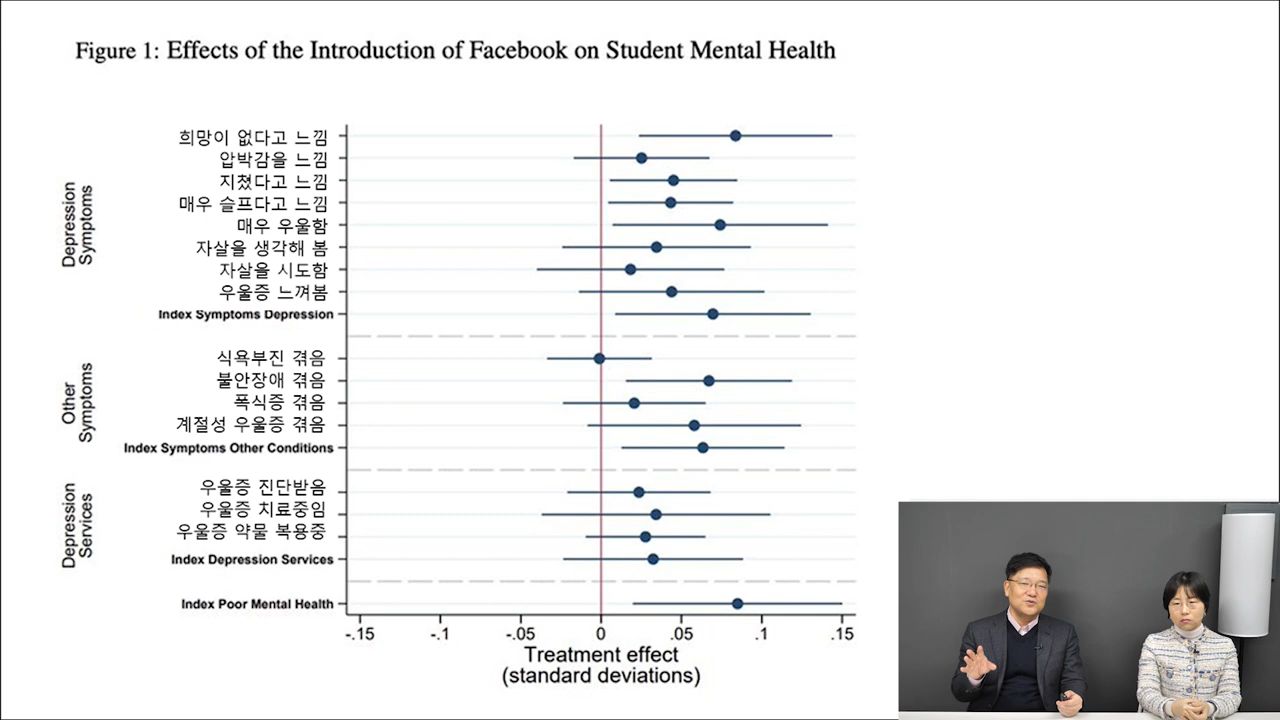 Figure 1: Effects of the Introduction of Facebook on Student Mental Health
Depression
Symptoms
희망이 없다고 느낌
압박감을 느낌
지쳤다고 느낌
매우 슬프다고 느낌
매우 우울함
자살을 생각해 봄
자살을 시도함
우울증 느껴봄
Index Symptoms Depression
Other
Symptoms
식욕부진 겪음
불안장애 겪음
폭식증 겪음
계절성 우울증 겪음
Index Symptoms Other Conditions
Depression
Services
우울증 진단받음
우울증 치료중임
우울증 약물 복용중
Index Depression Services
Index Poor Mental Health
-.15 -.1 -.05 0 .05 .1 .15
Treatment effect
(standard deviations)